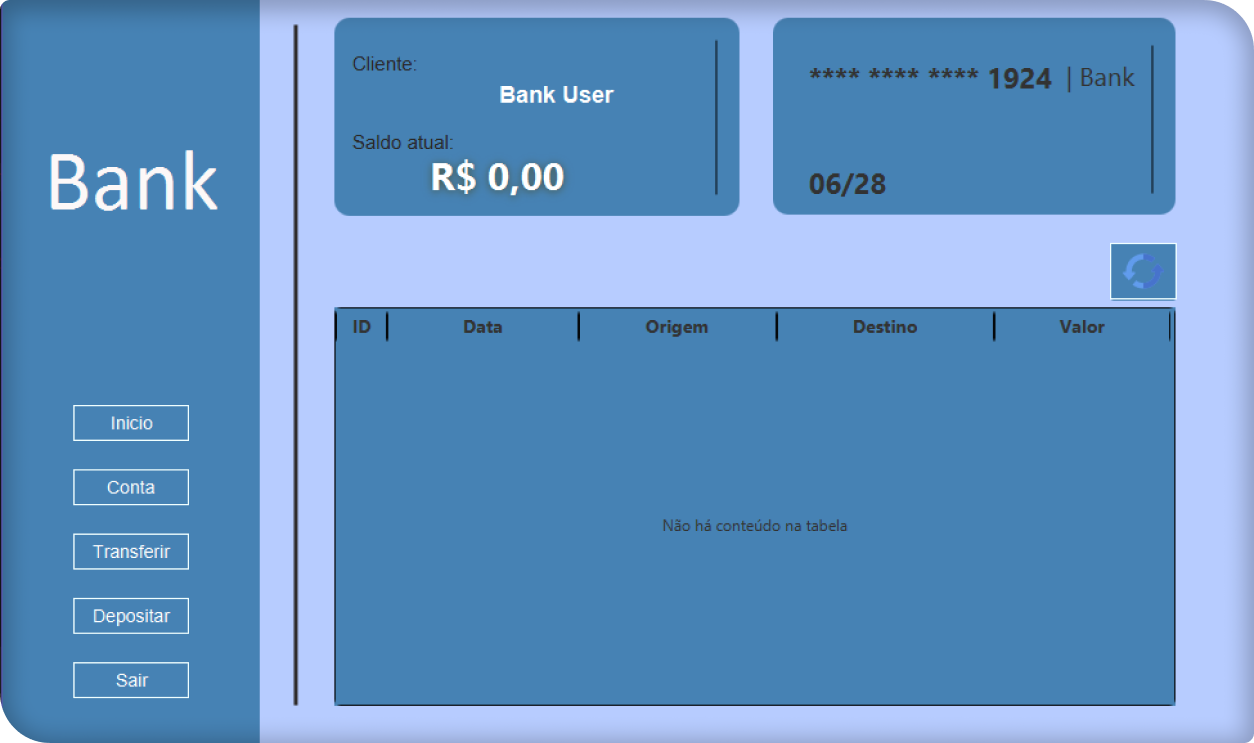 Bank
Inicio
Conta
Transferir
Depositar
Sair
Cliente:
Bank User
Saldo atual:
R$ 0,00
**** **** **** 1924 | Bank
06/28
ID Data Origem Destino Valor
Não há conteúdo na tabela